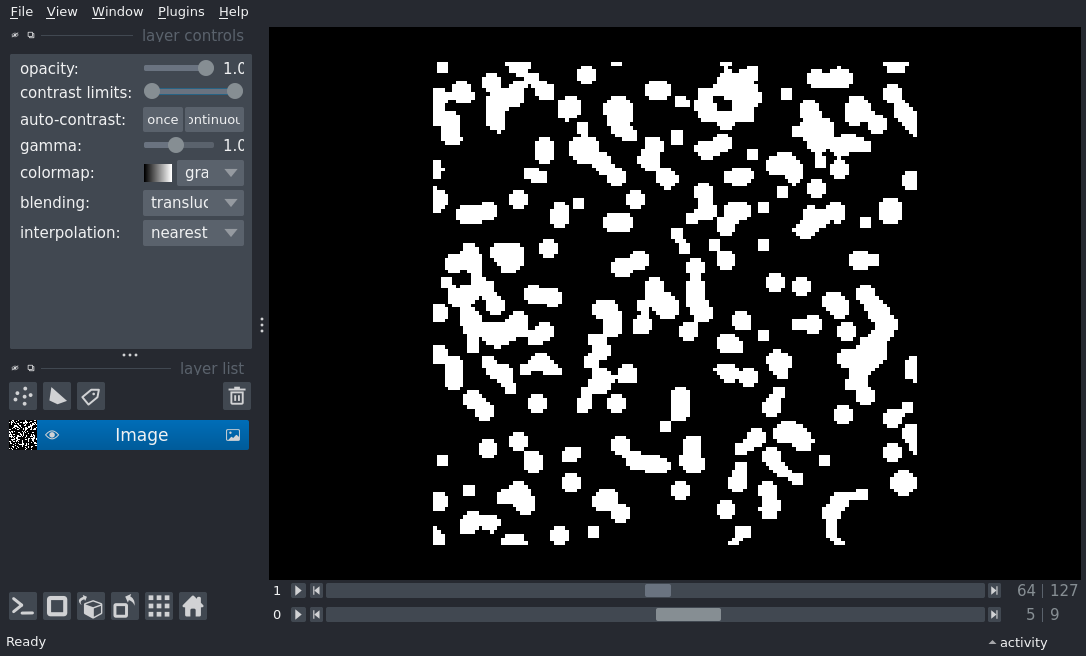 File View Window Plugins Help
layer controls
opacity: 1.0
contrast limits:
auto-contrast: once ontinuou
gamma: 1.0
colormap: gra
blending: transluc
interpolation: nearest
layer list
Image
1 64 | 127
0 5 | 9
Ready activity